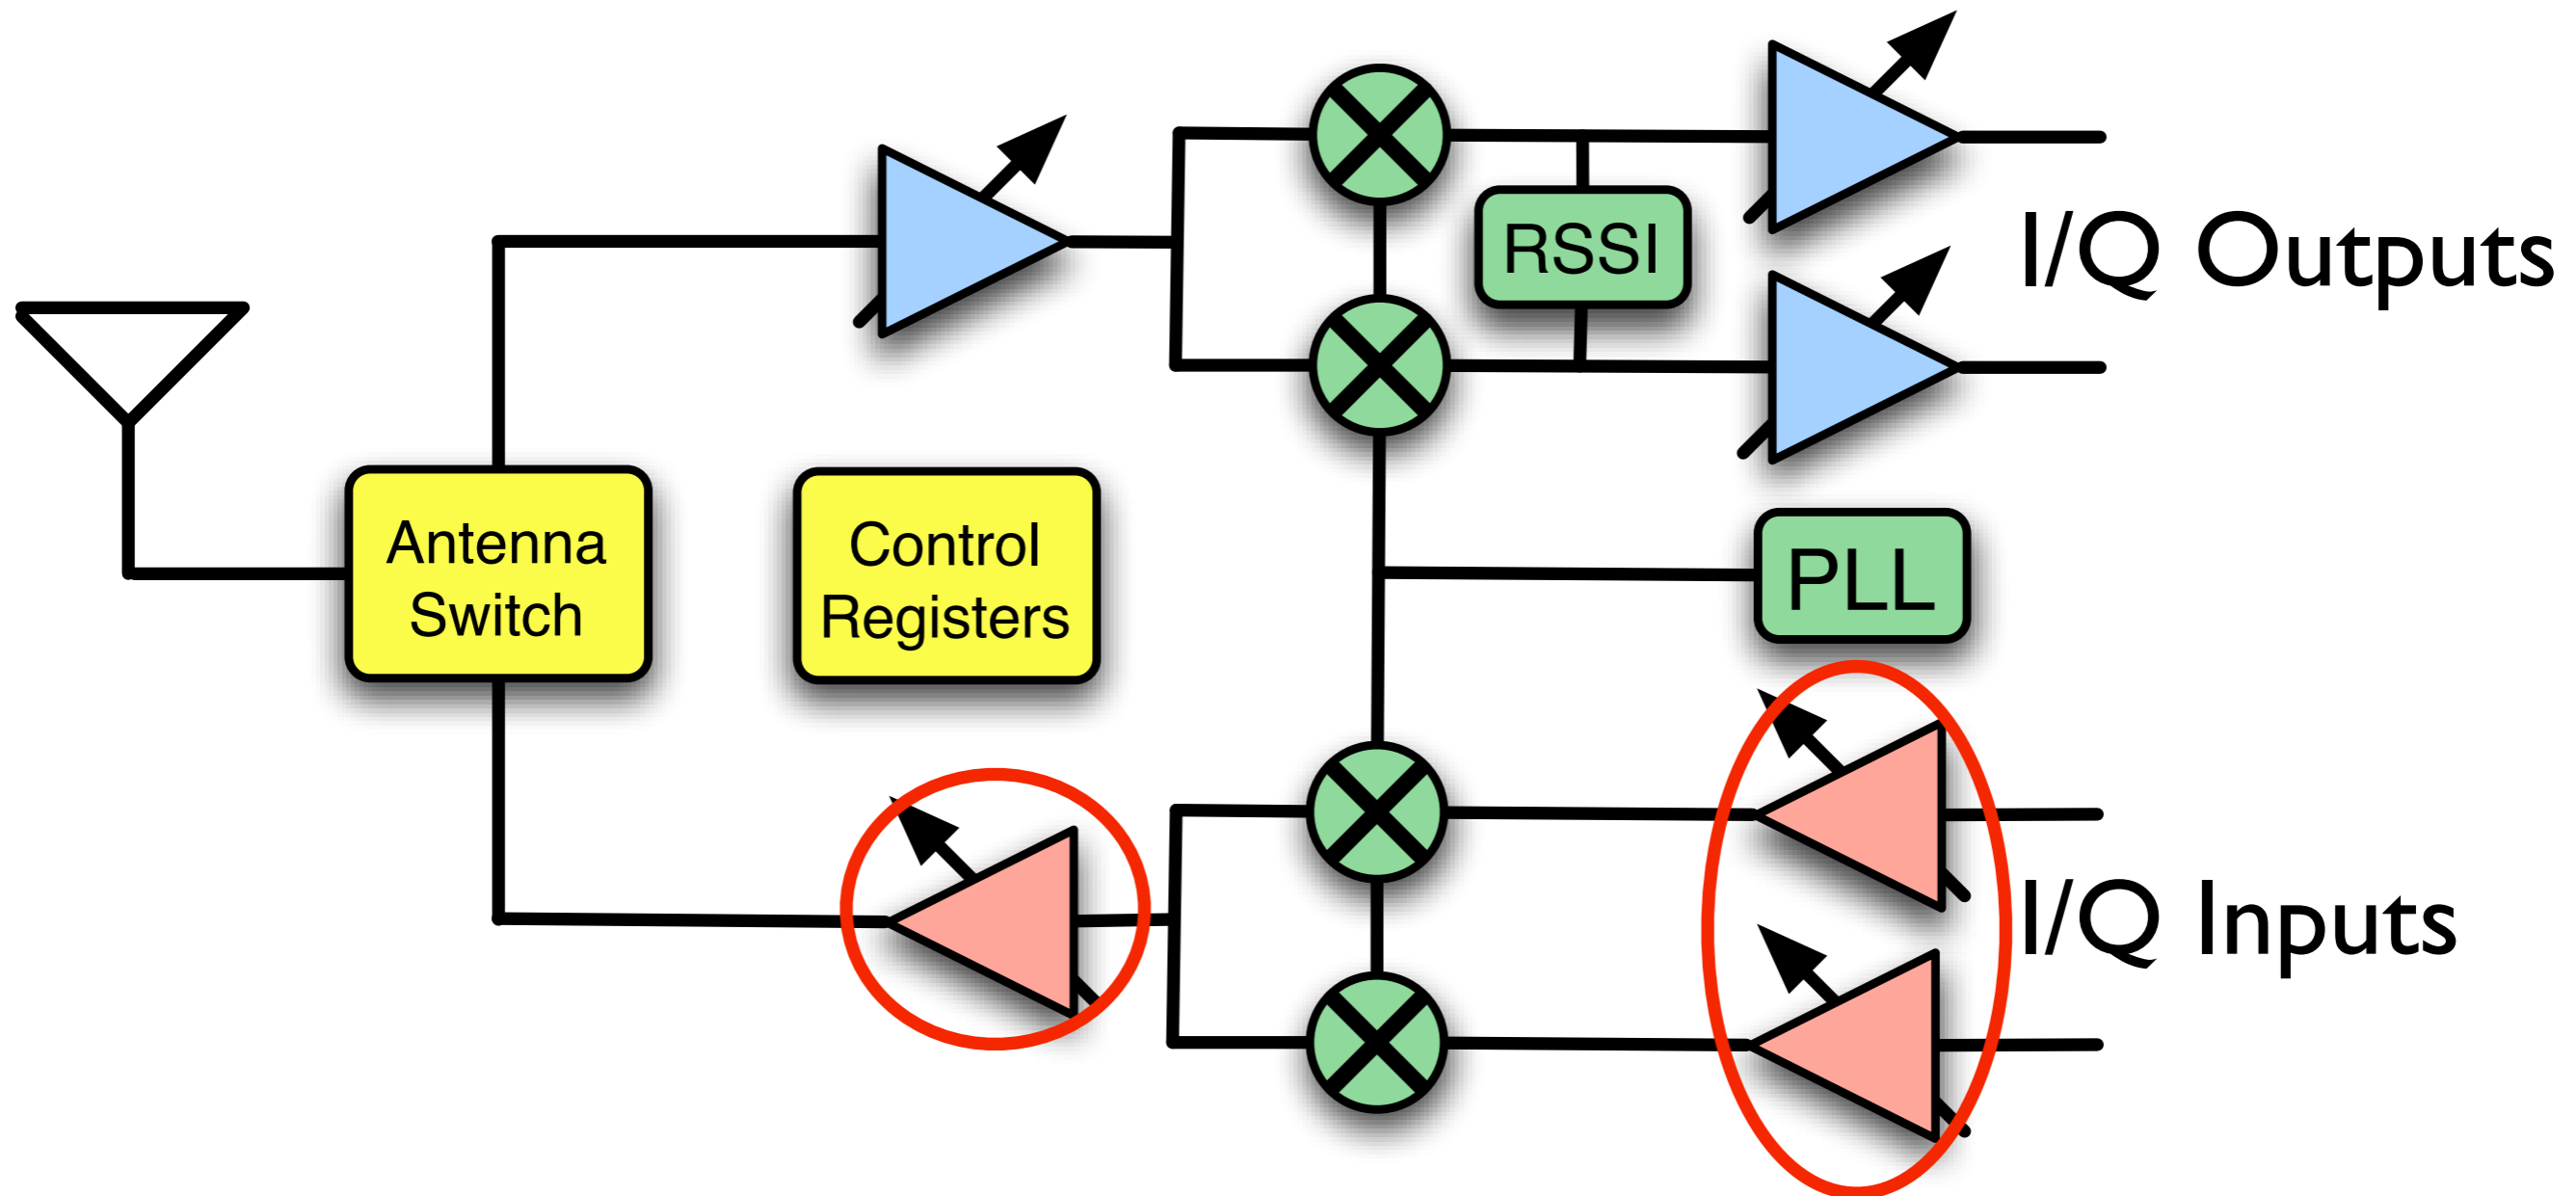 RSSI
I/Q Outputs
Antenna
Switch
Control
Registers
PLL
I/Q Inputs